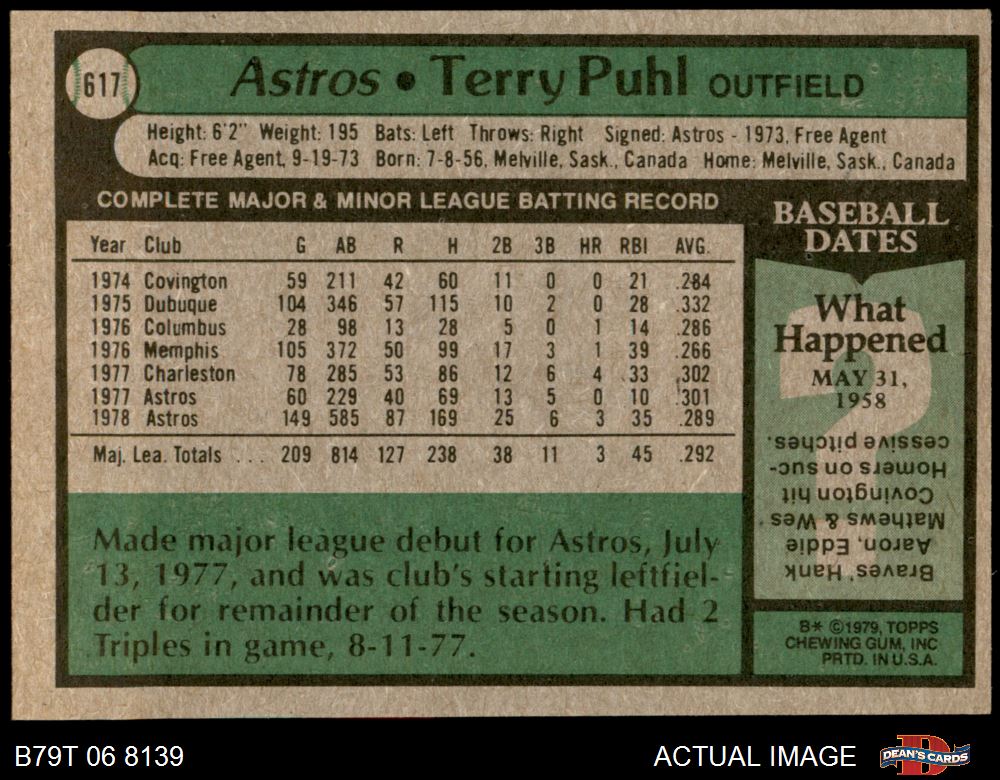 617
Astros • Terry Puhl OUTFIELD
Height: 6'2" Weight: 195 Bats: Left Throws: Right Signed: Astros - 1973, Free Agent
Acq: Free Agent, 9-19-73 Born: 7-8-56, Melville, Sask., Canada Home: Melville, Sask., Canada
COMPLETE MAJOR & MINOR LEAGUE BATTING RECORD
Year Club G AB R H 2B 3B HR RBI AVG.
1974 Covington 59 211 42 60 11 0 0 21 .284
1975 Dubuque 104 346 57 115 10 2 0 28 .332
1976 Columbus 28 98 13 28 5 0 1 14 .286
1976 Memphis 105 372 50 99 17 3 1 39 .266
1977 Charleston 78 285 53 86 12 6 4 33 .302
1977 Astros 60 229 40 69 13 5 0 10 .301
1978 Astros 149 585 87 169 25 6 3 35 .289
Maj. Lea. Totals ... 209 814 127 238 38 11 3 45 .292
Made major league debut for Astros, July
13, 1977, and was club's starting leftfiel-
der for remainder of the season. Had 2
Triples in game, 8-11-77.
BASEBALL
DATES
What
Happened
MAY 31,
1958
Braves' Hank
Aaron, Eddie
Mathews & Wes
Covington hit
Homers on suc-
cessive pitches.
B* ©1979, TOPPS
CHEWING GUM, INC
PRTD. IN U.S.A.
B79T 06 8139
ACTUAL IMAGE
DEAN'S CARDS